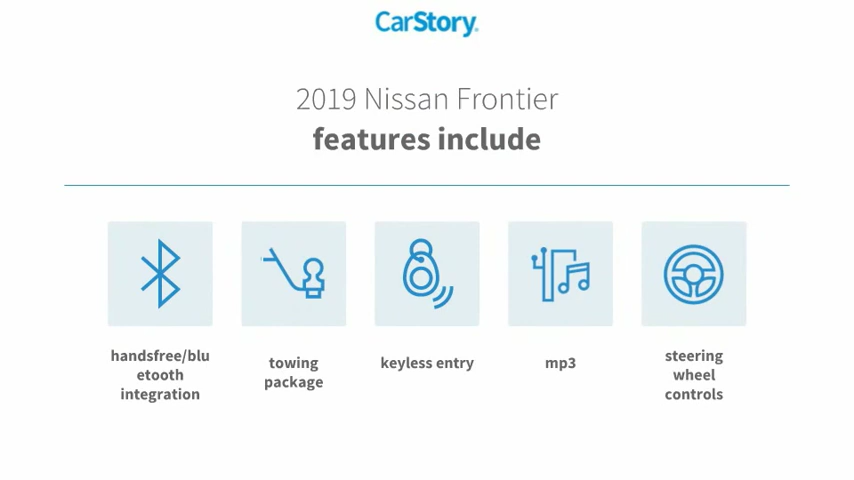 CarStory
2019 Nissan Frontier
features include
handsfree/blu
etooth
integration
towing
package
keyless entry
mp3
steering
wheel
controls